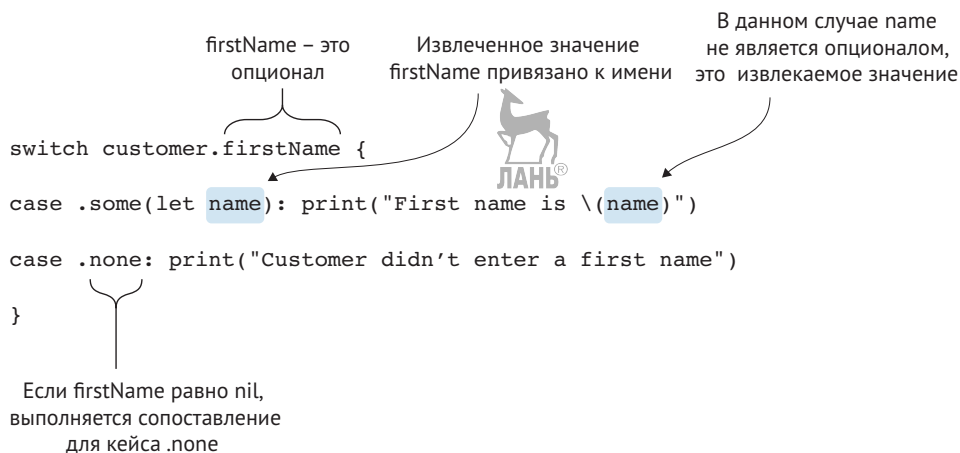 firstName – это
опционал
Извлеченное значение
firstName привязано к имени
В данном случае name
не является опционалом,
это извлекаемое значение
switch customer.firstName {
ЛАНЬ®
case .some(let name): print("First name is \(name)")
case .none: print("Customer didn’t enter a first name")
}
Если firstName равно nil,
выполняется сопоставление
для кейса .none